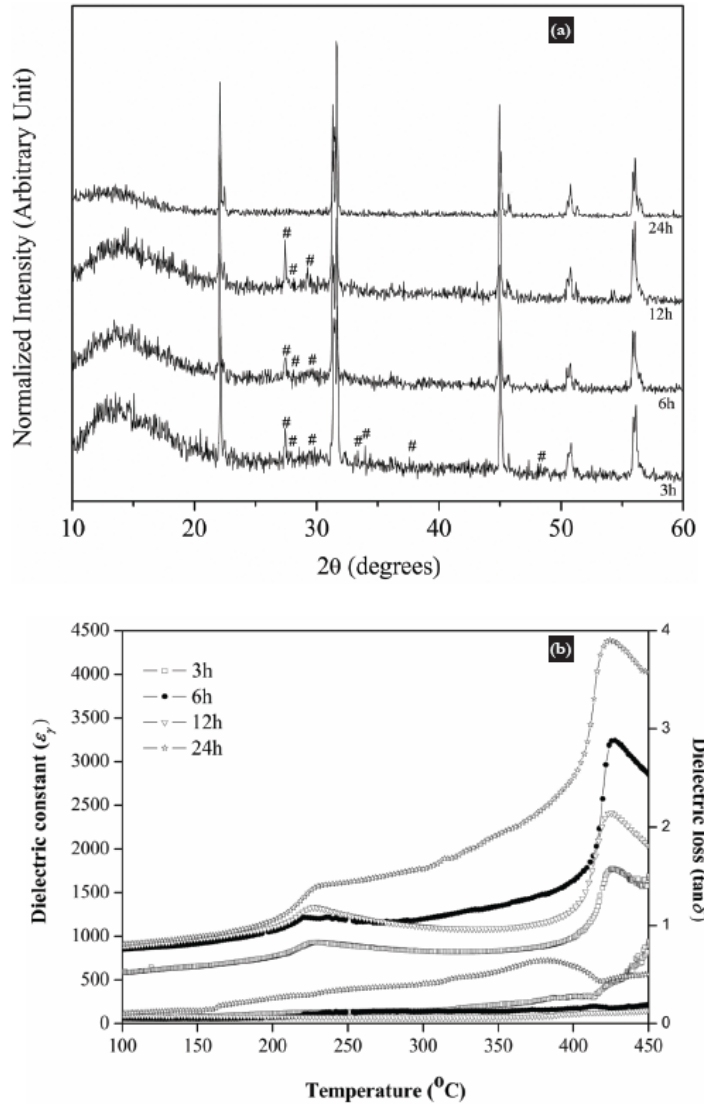 (a)
Normalized Intensity (Arbitrary Unit)
#
#
#
24h
12h
#
#
#
6h
#
#
#
#
#
#
#
3h
10 20 30 40 50 60
2θ (degrees)
(b)
Dielectric constant (εᵧ)
4500
4000
3500
3000
2500
2000
1500
1000
500
0
3h
6h
12h
24h
4
3
2
1
0
Dielectric loss (tanδ)
100 150 200 250 300 350 400 450
Temperature (°C)